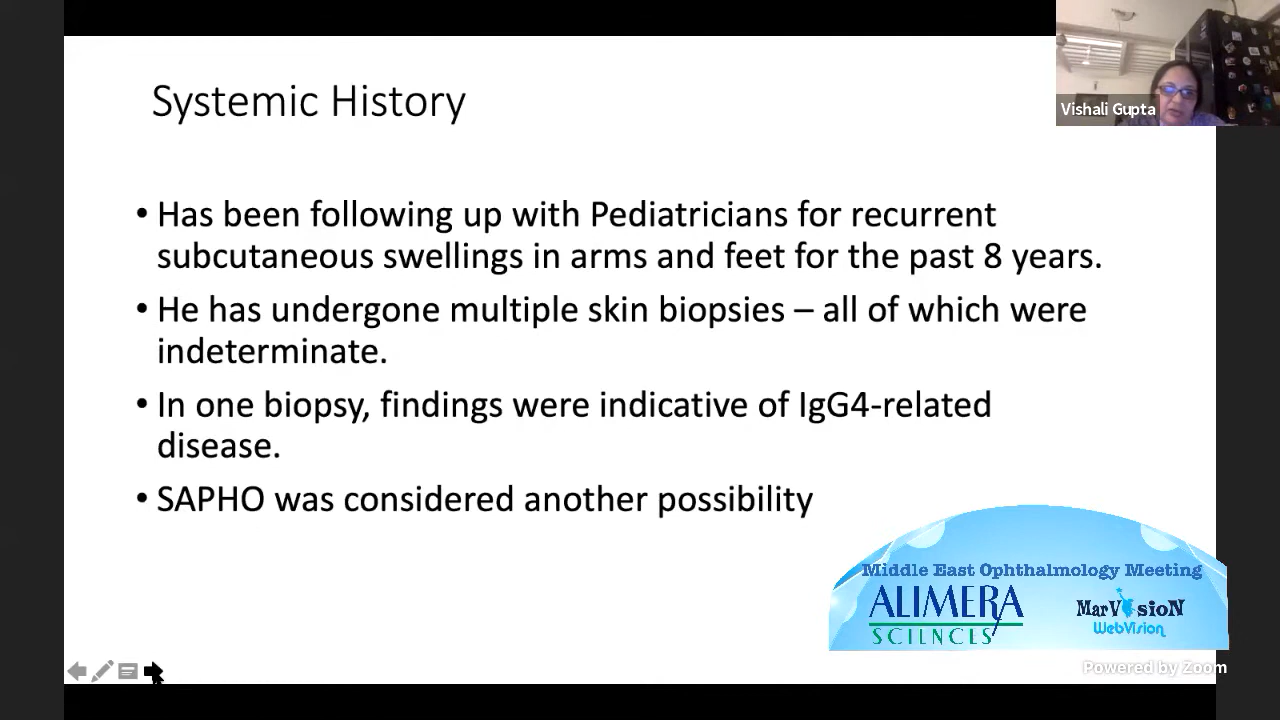 Systemic History
Vishali Gupta
• Has been following up with Pediatricians for recurrent
subcutaneous swellings in arms and feet for the past 8 years.
• He has undergone multiple skin biopsies – all of which were
indeterminate.
• In one biopsy, findings were indicative of IgG4-related
disease.
• SAPHO was considered another possibility
Middle East Ophthalmology Meeting
ALIMERA
SCIENCES
MarVisioN
WebVision
Powered by Zoom